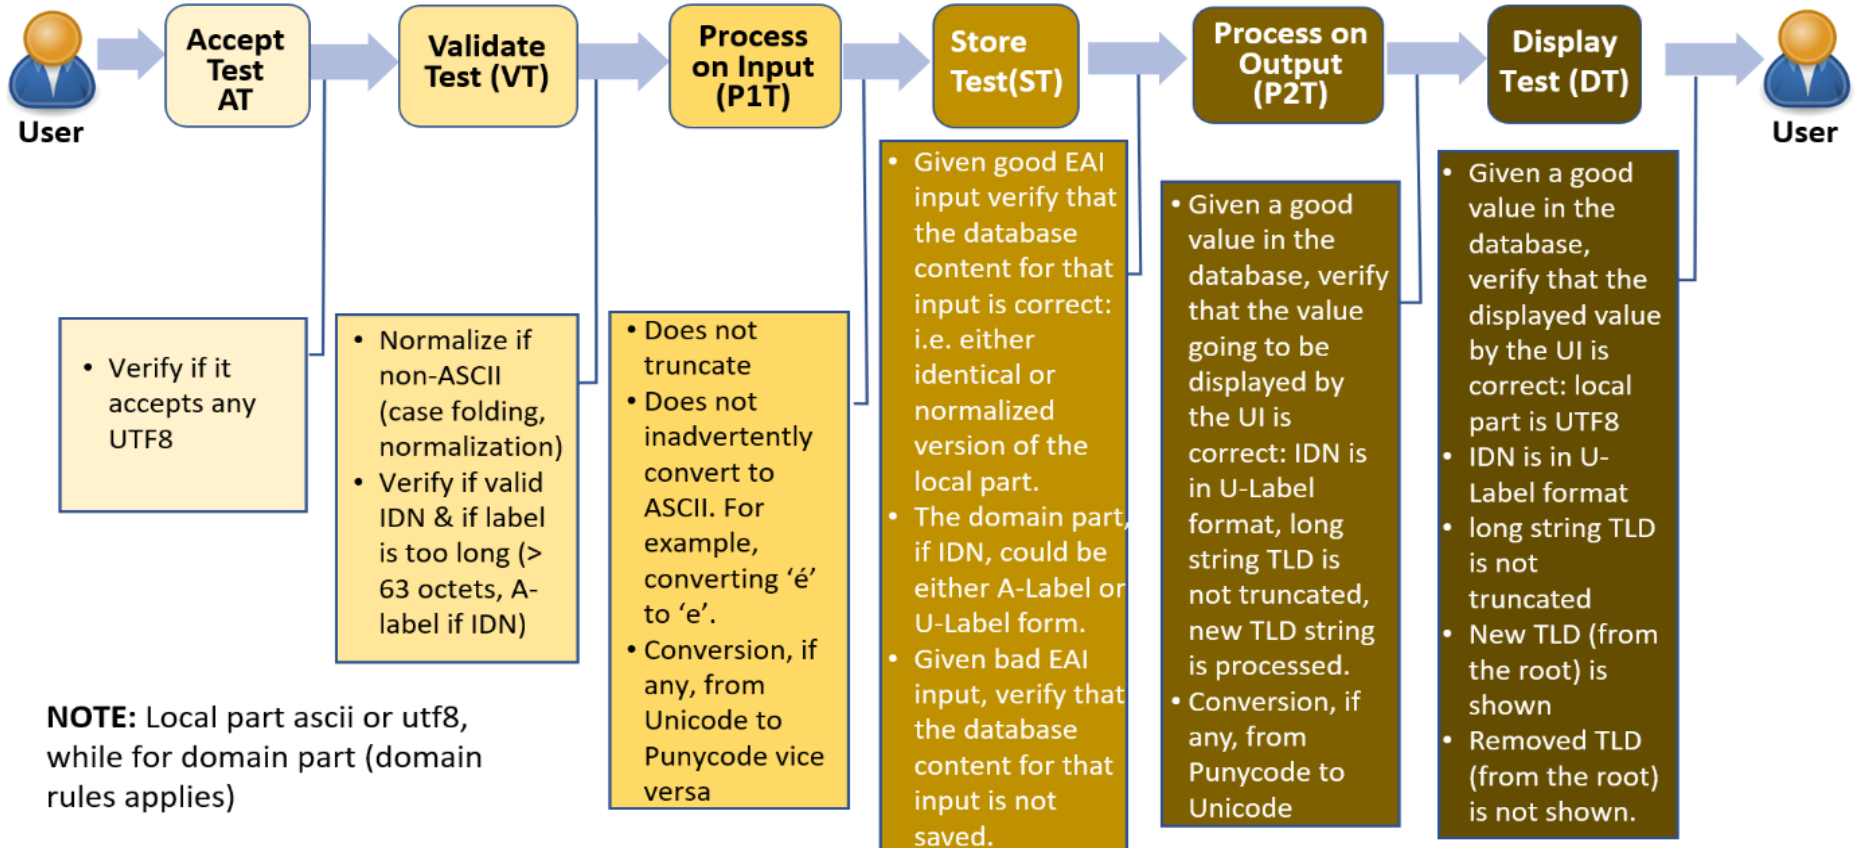 Accept
Test
AT
Validate
Test (VT)
Process
on Input
(P1T)
Store
Test(ST)
Process on
Output
(P2T)
Display
Test (DT)
User
User
• Verify if it
accepts any
UTF8
• Normalize if
non-ASCII
(case folding,
normalization)
• Verify if valid
IDN & if label
is too long (>
63 octets, A-
label if IDN)
• Does not
truncate
• Does not
inadvertently
convert to
ASCII. For
example,
converting ‘é’
to ‘e’.
• Conversion, if
any, from
Unicode to
Punycode vice
versa
• Given good EAI
input verify that
the database
content for that
input is correct:
i.e. either
identical or
normalized
version of the
local part.
• The domain part,
if IDN, could be
either A-Label or
U-Label form.
• Given bad EAI
input, verify that
the database
content for that
input is not
saved.
• Given a good
value in the
database, verify
that the value
going to be
displayed by
the UI is
correct: IDN is
in U-Label
format, long
string TLD is
not truncated,
new TLD string
is processed.
• Conversion, if
any, from
Punycode to
Unicode
• Given a good
value in the
database,
verify that the
displayed value
by the UI is
correct: local
part is UTF8
• IDN is in U-
Label format
• long string TLD
is not
truncated
• New TLD (from
the root) is
shown
• Removed TLD
(from the root)
is not shown.
NOTE: Local part ascii or utf8,
while for domain part (domain
rules applies)